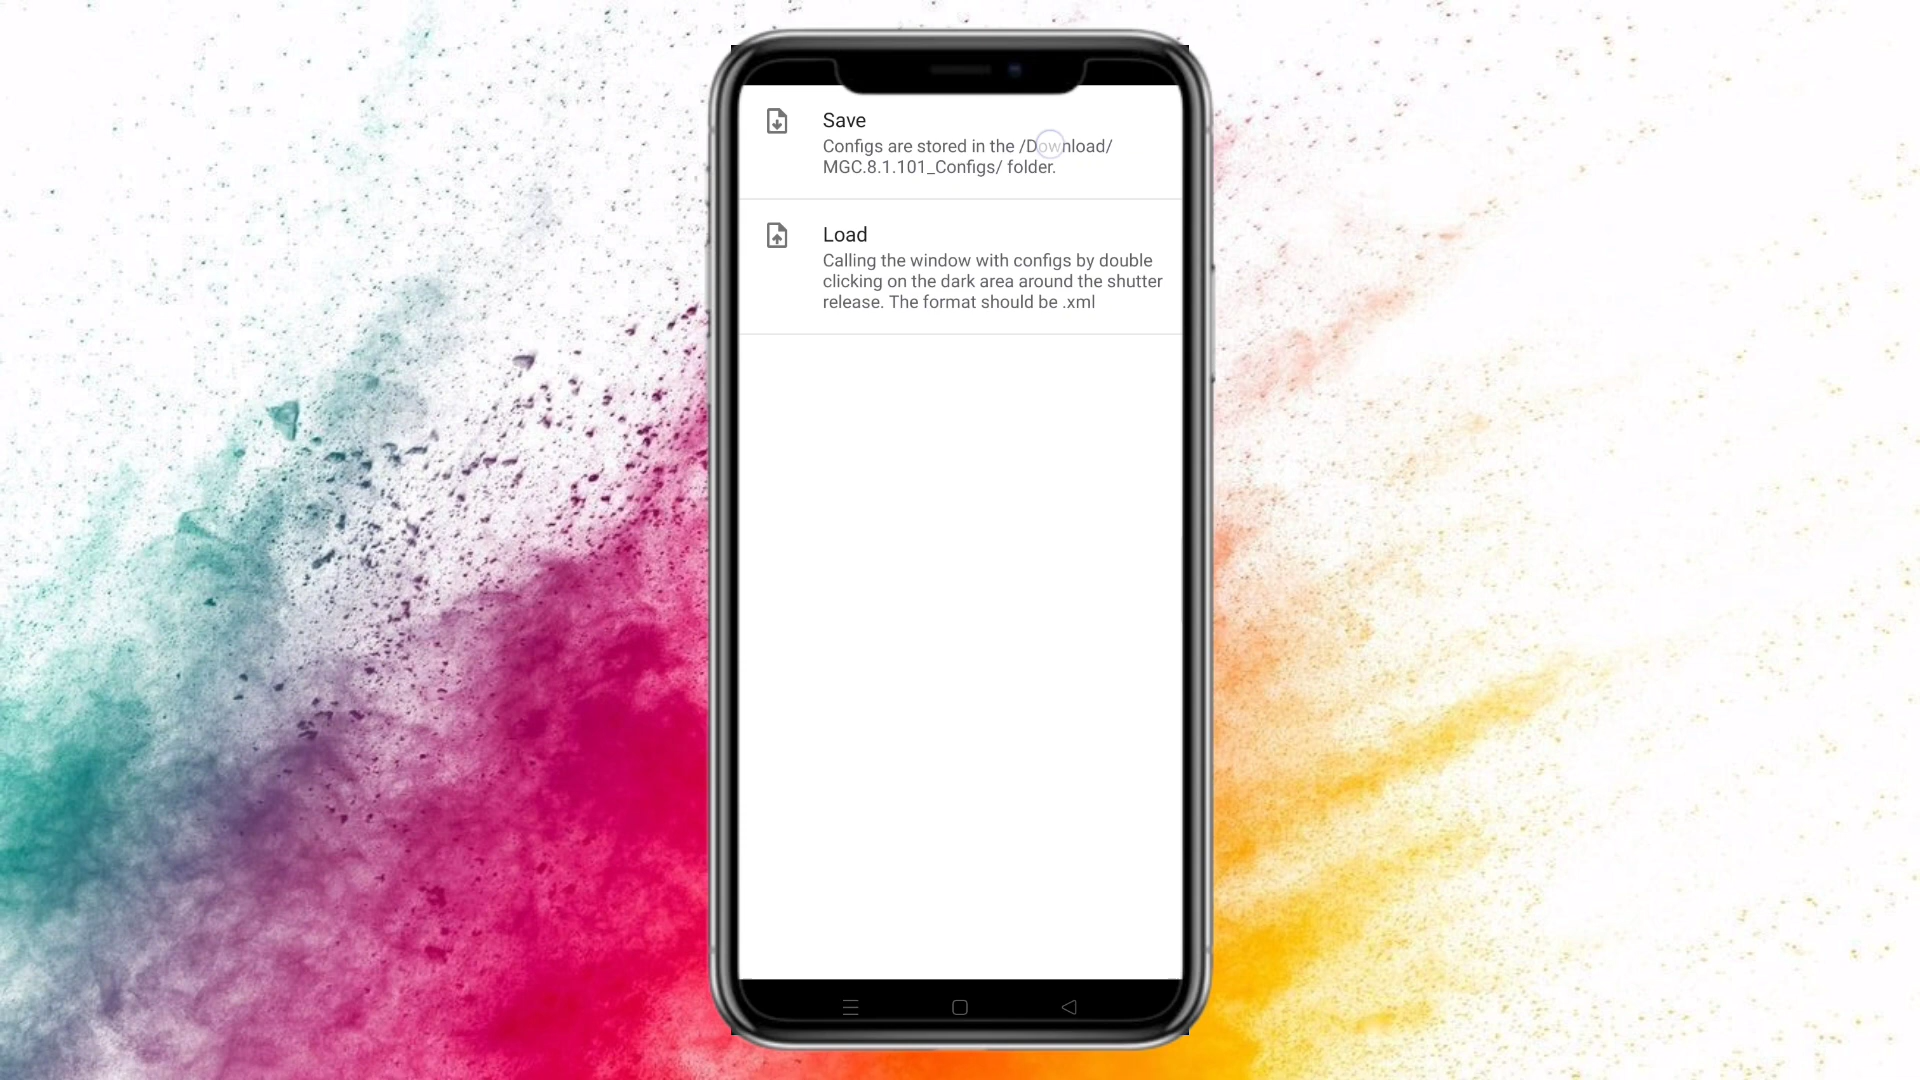 Save
Configs are stored in the /Download/
MGC.8.1.101_Configs/ folder.
Load
Calling the window with configs by double
clicking on the dark area around the shutter
release. The format should be .xml